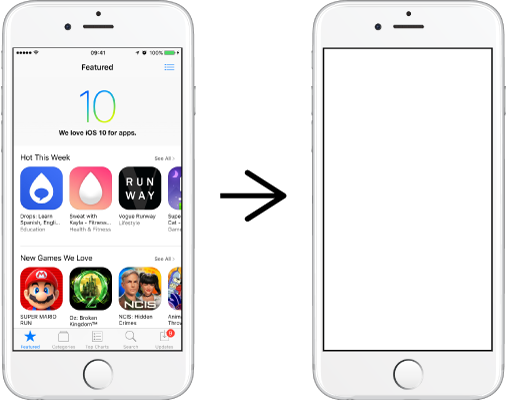 09:41
100%
Featured
10
We love iOS 10 for apps.
Hot This Week
See All >
Drops: Learn Spanish, Engli...
Education
Sweat with Kayla - Fitness...
Health & Fitness
RUN WAY
Vogue Runway
Lifestyle
Super
Cat -
Game
New Games We Love
See All >
SUPER MARIO RUN
Oz: Broken Kingdom™
NCIS
NCIS: Hidden Crimes
Anim
Throw
Featured
Categories
Top Charts
Search
Updates